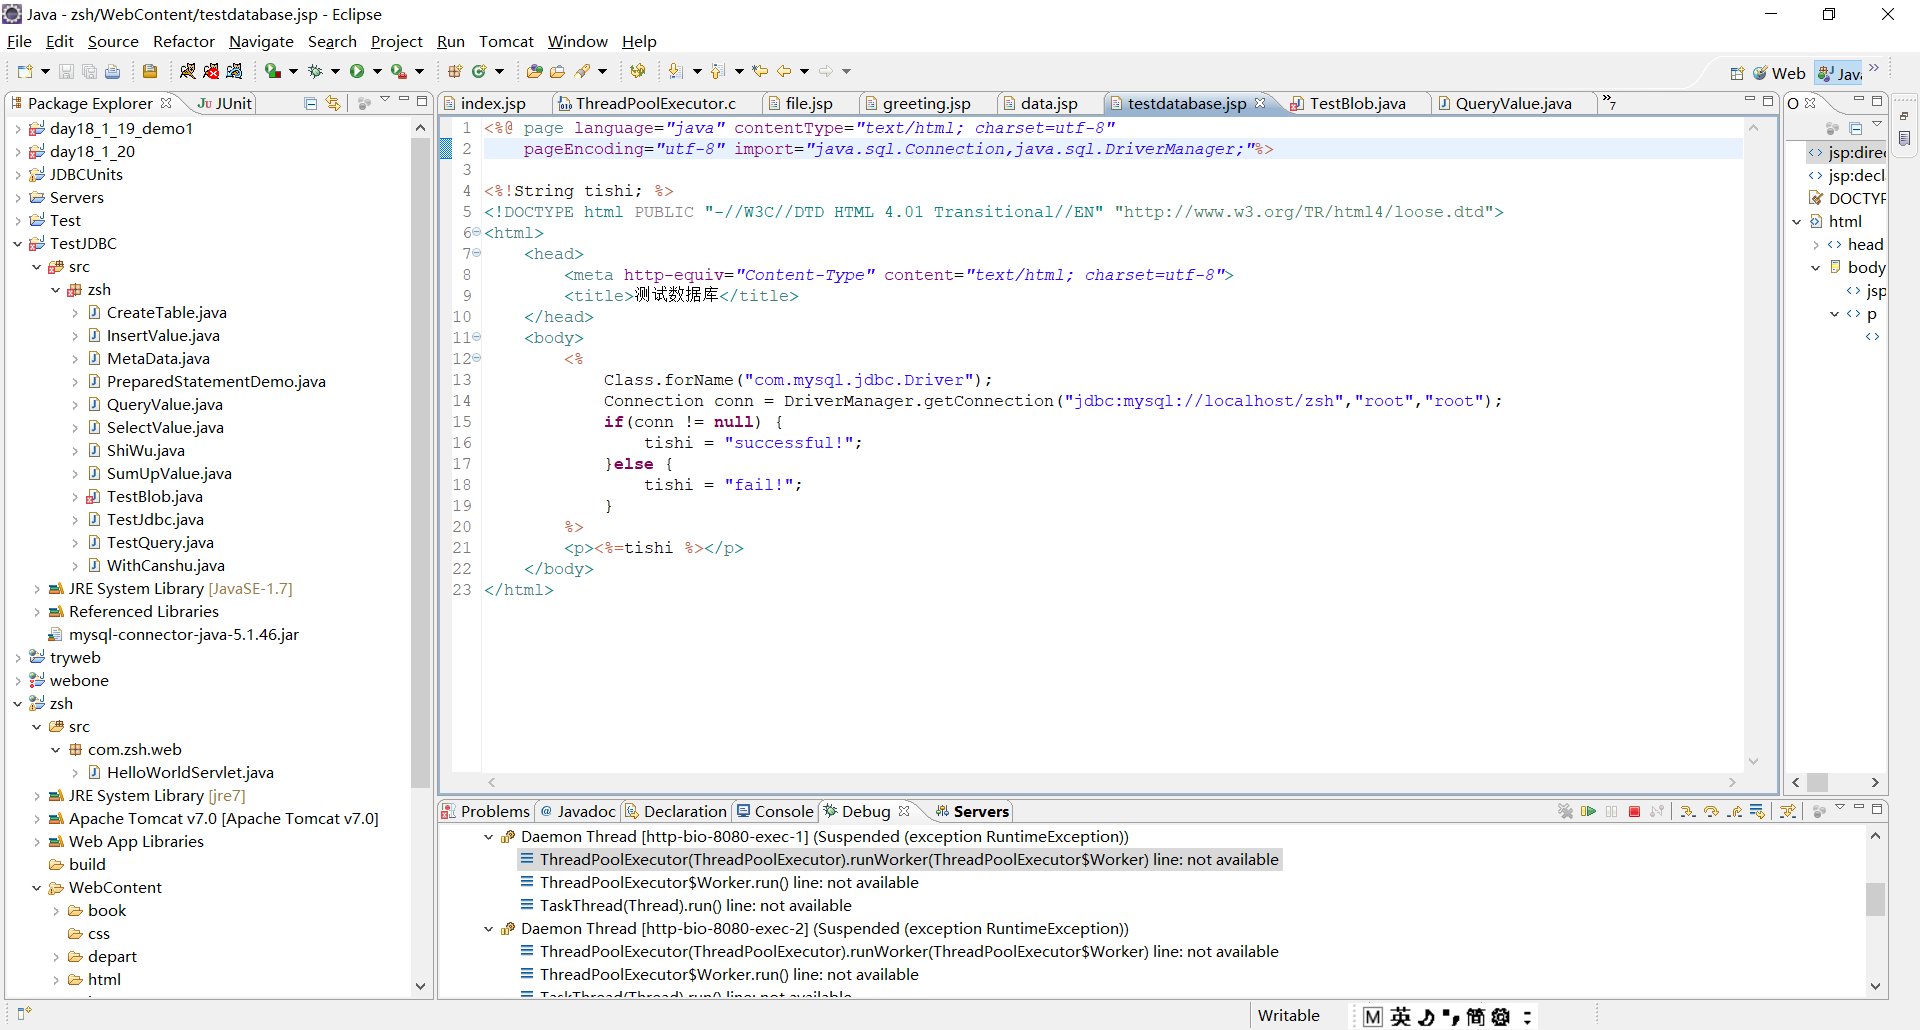 Java - zsh/WebContent/testdatabase.jsp - Eclipse
File Edit Source Refactor Navigate Search Project Run Tomcat Window Help
Web Java »
Package Explorer JUnit
day18_1_19_demo1
day18_1_20
JDBCUnits
Servers
Test
TestJDBC
src
zsh
CreateTable.java
InsertValue.java
MetaData.java
PreparedStatementDemo.java
QueryValue.java
SelectValue.java
ShiWu.java
SumUpValue.java
TestBlob.java
TestJdbc.java
TestQuery.java
WithCanshu.java
JRE System Library [JavaSE-1.7]
Referenced Libraries
mysql-connector-java-5.1.46.jar
tryweb
webone
zsh
src
com.zsh.web
HelloWorldServlet.java
JRE System Library [jre7]
Apache Tomcat v7.0 [Apache Tomcat v7.0]
Web App Libraries
build
WebContent
book
css
depart
html
index.jsp ThreadPoolExecutor.c file.jsp greeting.jsp data.jsp testdatabase.jsp TestBlob.java QueryValue.java »7
1 <%@ page language="java" contentType="text/html; charset=utf-8"
2 pageEncoding="utf-8" import="java.sql.Connection,java.sql.DriverManager;"%>
3
4 <%!String tishi; %>
5 <!DOCTYPE html PUBLIC "-//W3C//DTD HTML 4.01 Transitional//EN" "http://www.w3.org/TR/html4/loose.dtd">
6 <html>
7 <head>
8 <meta http-equiv="Content-Type" content="text/html; charset=utf-8">
9 <title>测试数据库</title>
10 </head>
11 <body>
12 <%
13 Class.forName("com.mysql.jdbc.Driver");
14 Connection conn = DriverManager.getConnection("jdbc:mysql://localhost/zsh","root","root");
15 if(conn != null) {
16 tishi = "successful!";
17 }else {
18 tishi = "fail!";
19 }
20 %>
21 <p><%=tishi %></p>
22 </body>
23 </html>
O
jsp:dire
jsp:decl
DOCTYP
html
head
body
jsp
p
Problems @ Javadoc Declaration Console Debug Servers
Daemon Thread [http-bio-8080-exec-1] (Suspended (exception RuntimeException))
ThreadPoolExecutor(ThreadPoolExecutor).runWorker(ThreadPoolExecutor$Worker) line: not available
ThreadPoolExecutor$Worker.run() line: not available
TaskThread(Thread).run() line: not available
Daemon Thread [http-bio-8080-exec-2] (Suspended (exception RuntimeException))
ThreadPoolExecutor(ThreadPoolExecutor).runWorker(ThreadPoolExecutor$Worker) line: not available
ThreadPoolExecutor$Worker.run() line: not available
TaskThread(Thread).run() line: not available
Writable
M 英 简